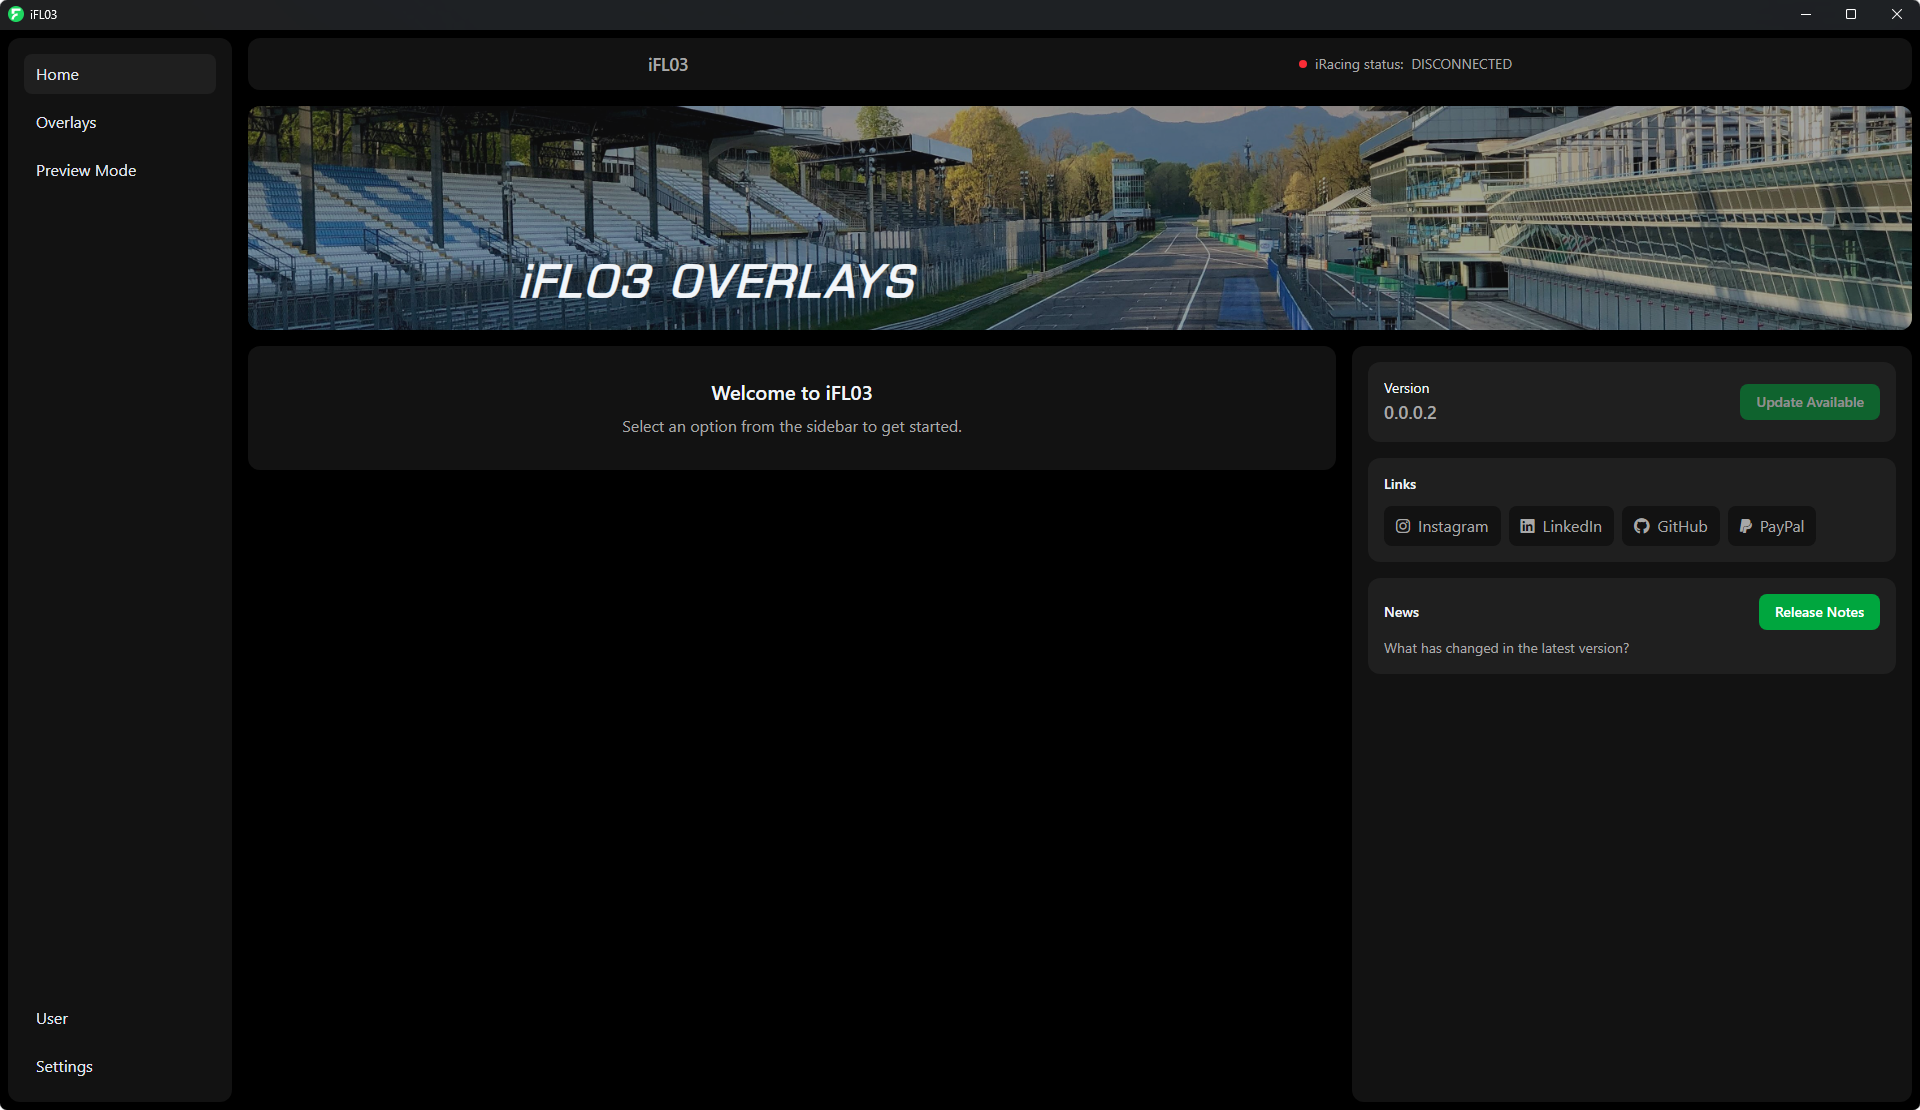 iFL03
Home
Overlays
Preview Mode
User
Settings
iFL03
iRacing status: DISCONNECTED
iFL03 OVERLAYS
Welcome to iFL03
Select an option from the sidebar to get started.
Version
0.0.0.2
Update Available
Links
Instagram
LinkedIn
GitHub
PayPal
News
Release Notes
What has changed in the latest version?